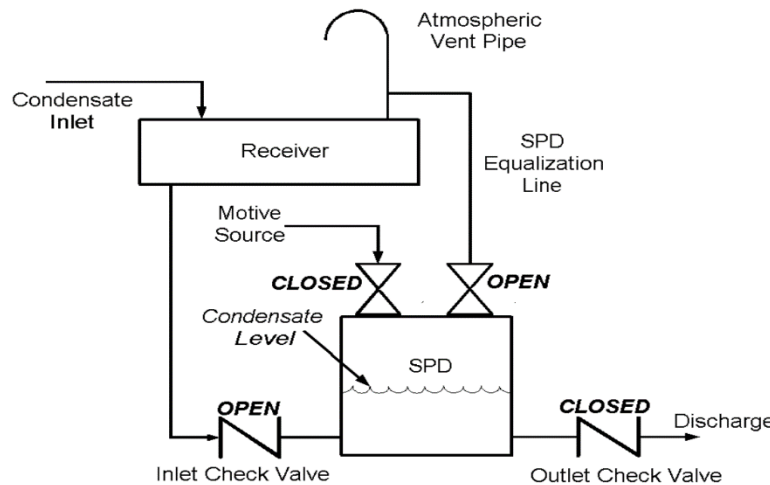 Atmospheric
Vent Pipe
Condensate
Inlet
Receiver
SPD
Equalization
Line
Motive
Source
CLOSED
OPEN
Condensate
Level
SPD
OPEN
CLOSED
Discharge
Inlet Check Valve
Outlet Check Valve